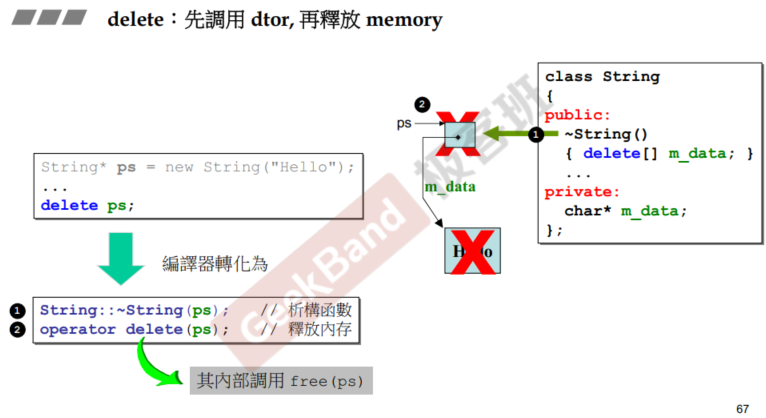 delete：先調用 dtor, 再釋放 memory
String* ps = new String("Hello");
...
delete ps;
編譯器轉化為
❶ String::~String(ps); // 析構函數
❷ operator delete(ps); // 釋放內存
其內部調用 free(ps)
❷
ps
m_data
Hello
❶
class String
{
public:
~String()
{ delete[] m_data; }
...
private:
char* m_data;
};
GeekBand 极客班
67